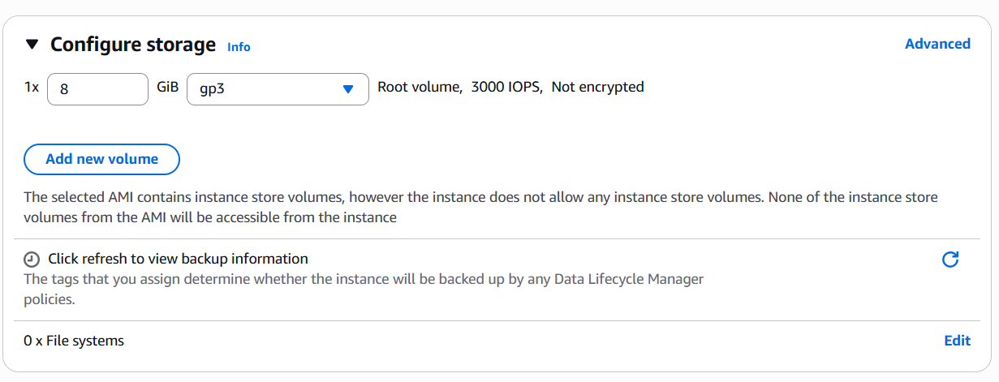 Configure storage Info Advanced
1x 8 GiB gp3 Root volume, 3000 IOPS, Not encrypted
Add new volume
The selected AMI contains instance store volumes, however the instance does not allow any instance store volumes. None of the instance store
volumes from the AMI will be accessible from the instance
Click refresh to view backup information
The tags that you assign determine whether the instance will be backed up by any Data Lifecycle Manager
policies.
0 x File systems Edit